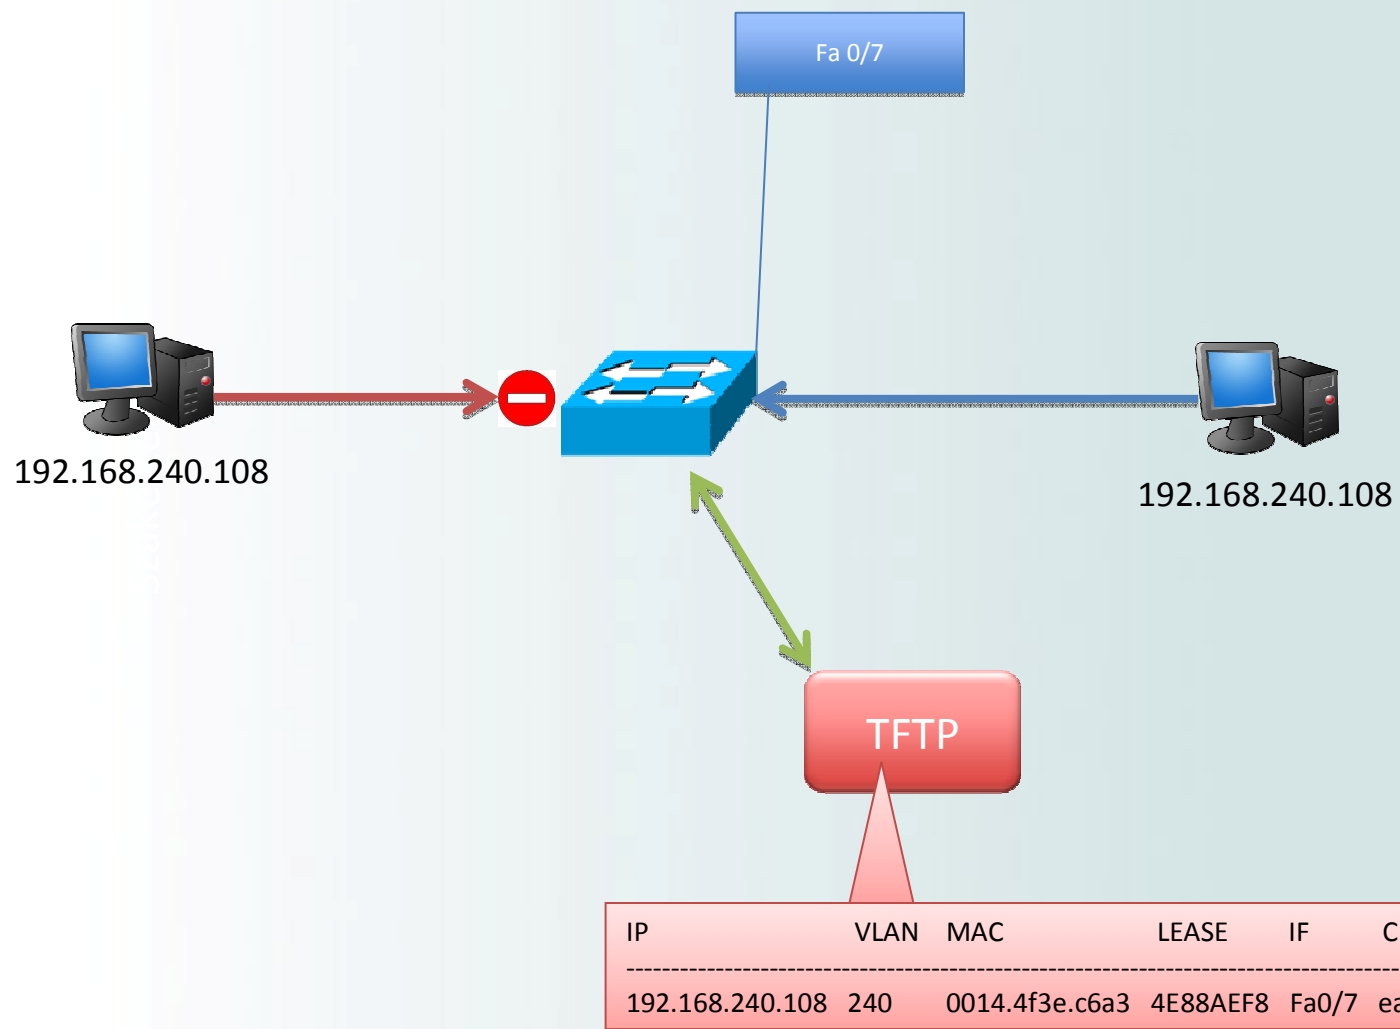 Fa 0/7
192.168.240.108
192.168.240.108
TFTP
IP VLAN MAC LEASE IF C
--------------------------------------------------------------------------------
192.168.240.108 240 0014.4f3e.c6a3 4E88AEF8 Fa0/7 ea